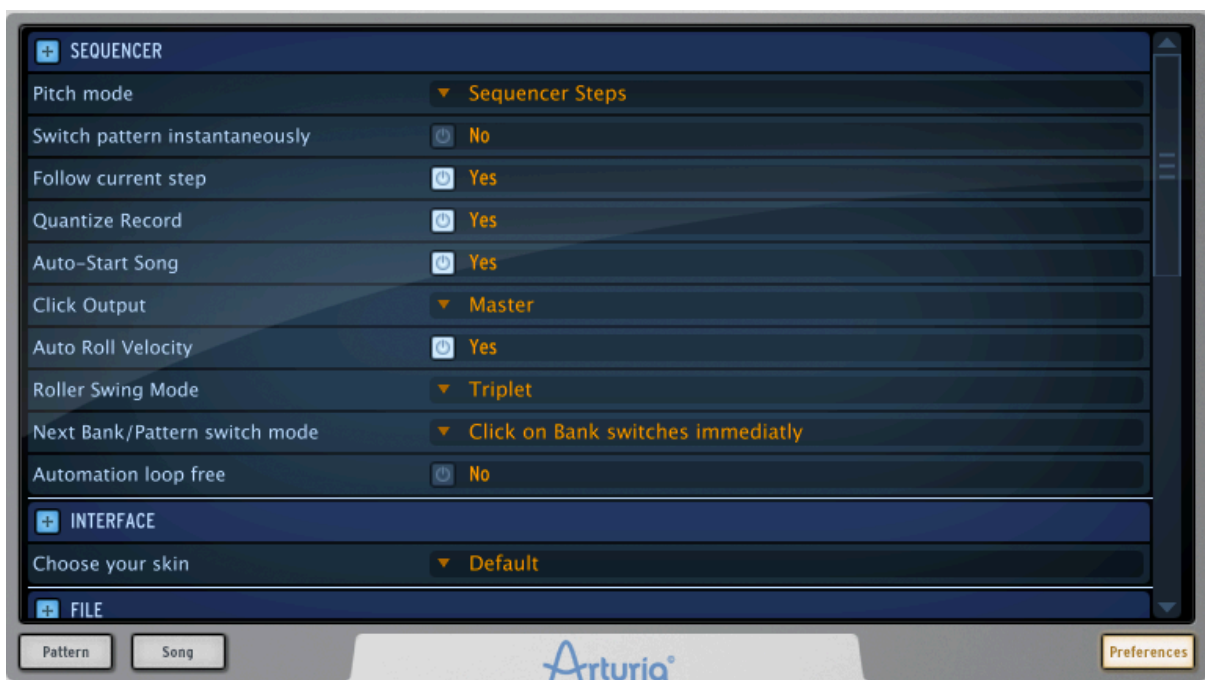 SEQUENCER
Pitch mode Sequencer Steps
Switch pattern instantaneously No
Follow current step Yes
Quantize Record Yes
Auto-Start Song Yes
Click Output Master
Auto Roll Velocity Yes
Roller Swing Mode Triplet
Next Bank/Pattern switch mode Click on Bank switches immediatly
Automation loop free No
INTERFACE
Choose your skin Default
FILE
Pattern Song Arturia Preferences